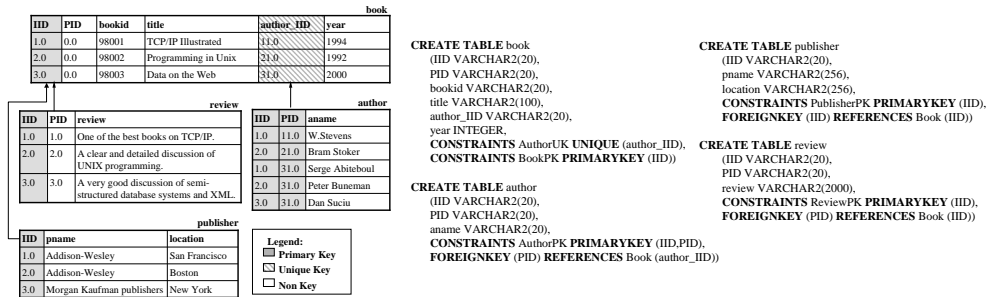 book
IID PID bookid title author_IID year
1.0 0.0 98001 TCP/IP Illustrated 11.0 1994
2.0 0.0 98002 Programming in Unix 21.0 1992
3.0 0.0 98003 Data on the Web 31.0 2000
review
IID PID review
1.0 1.0 One of the best books on TCP/IP.
2.0 2.0 A clear and detailed discussion of
UNIX programming.
3.0 3.0 A very good discussion of semi-
structured database systems and XML.
author
IID PID aname
1.0 11.0 W.Stevens
2.0 21.0 Bram Stoker
1.0 31.0 Serge Abiteboul
2.0 31.0 Peter Buneman
3.0 31.0 Dan Suciu
publisher
IID pname location
1.0 Addison-Wesley San Francisco
2.0 Addison-Wesley Boston
3.0 Morgan Kaufman publishers New York
Legend:
Primary Key
Unique Key
Non Key
CREATE TABLE book
(IID VARCHAR2(20),
PID VARCHAR2(20),
bookid VARCHAR2(20),
title VARCHAR2(100),
author_IID VARCHAR2(20),
year INTEGER,
CONSTRAINTS AuthorUK UNIQUE (author_IID),
CONSTRAINTS BookPK PRIMARYKEY (IID))
CREATE TABLE author
(IID VARCHAR2(20),
PID VARCHAR2(20),
aname VARCHAR2(20),
CONSTRAINTS AuthorPK PRIMARYKEY (IID,PID),
FOREIGNKEY (PID) REFERENCES Book (author_IID))
CREATE TABLE publisher
(IID VARCHAR2(20),
pname VARCHAR2(256),
location VARCHAR2(256),
CONSTRAINTS PublisherPK PRIMARYKEY (IID),
FOREIGNKEY (IID) REFERENCES Book (IID))
CREATE TABLE review
(IID VARCHAR2(20),
PID VARCHAR2(20),
review VARCHAR2(2000),
CONSTRAINTS ReviewPK PRIMARYKEY (IID),
FOREIGNKEY (PID) REFERENCES Book (IID))